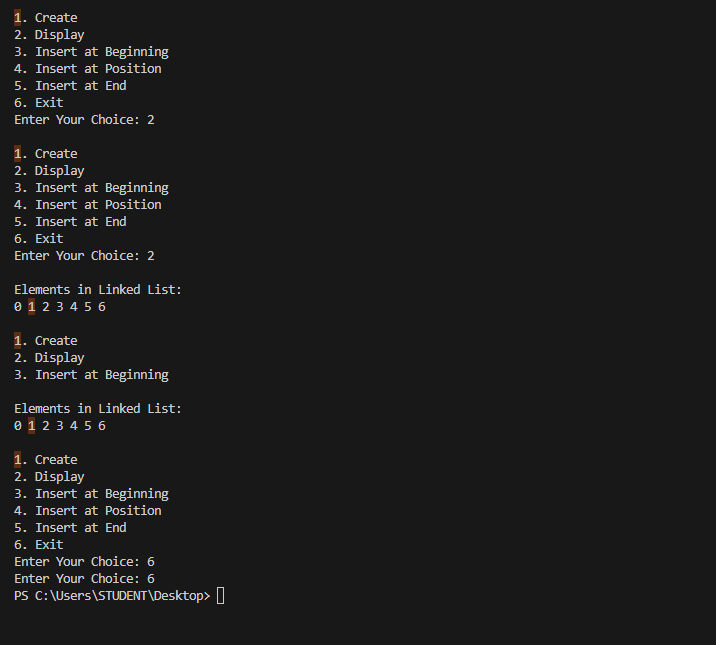 1. Create
2. Display
3. Insert at Beginning
4. Insert at Position
5. Insert at End
6. Exit
Enter Your Choice: 2
1. Create
2. Display
3. Insert at Beginning
4. Insert at Position
5. Insert at End
6. Exit
Enter Your Choice: 2
Elements in Linked List:
0 1 2 3 4 5 6
1. Create
2. Display
3. Insert at Beginning
Elements in Linked List:
0 1 2 3 4 5 6
1. Create
2. Display
3. Insert at Beginning
4. Insert at Position
5. Insert at End
6. Exit
Enter Your Choice: 6
Enter Your Choice: 6
PS C:\Users\STUDENT\Desktop>